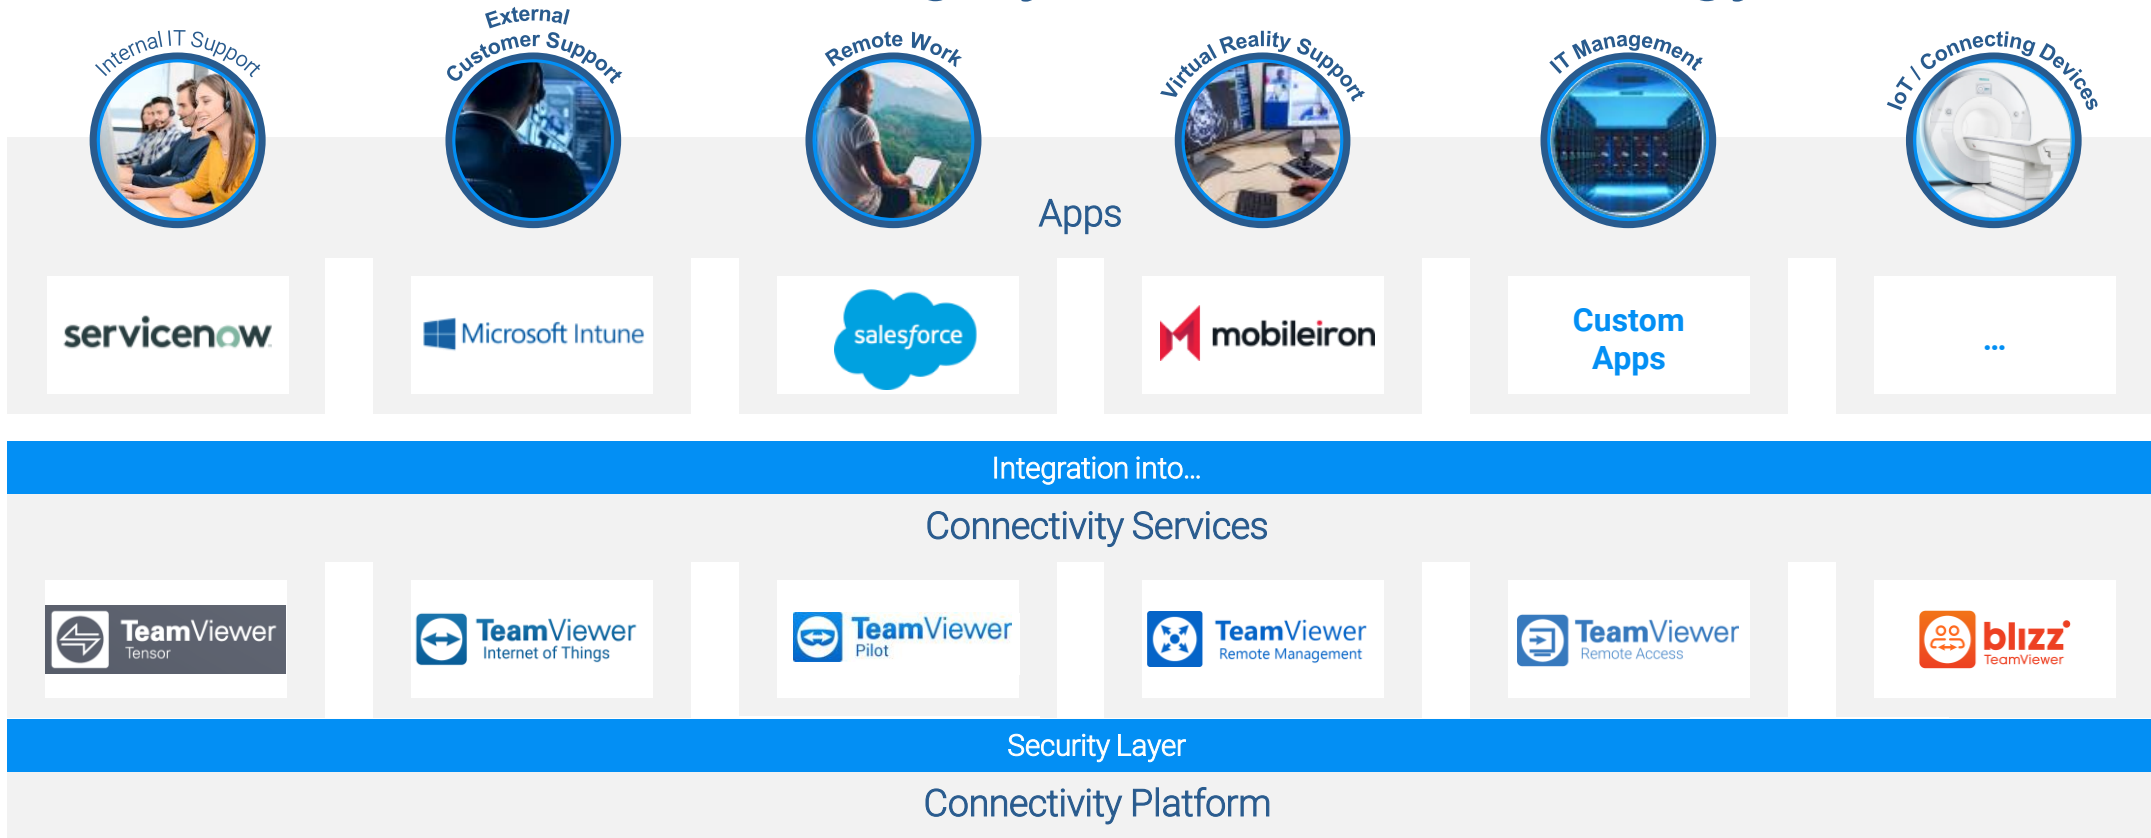 Internal IT Support
External
Customer Support
Remote Work
Virtual Reality Support
IT Management
IoT / Connecting Devices
Apps
servicenow
Microsoft Intune
salesforce
mobileiron
Custom
Apps
...
Integration into...
Connectivity Services
TeamViewer
Tensor
TeamViewer
Internet of Things
TeamViewer
Pilot
TeamViewer
Remote Management
TeamViewer
Remote Access
blizz
TeamViewer
Security Layer
Connectivity Platform